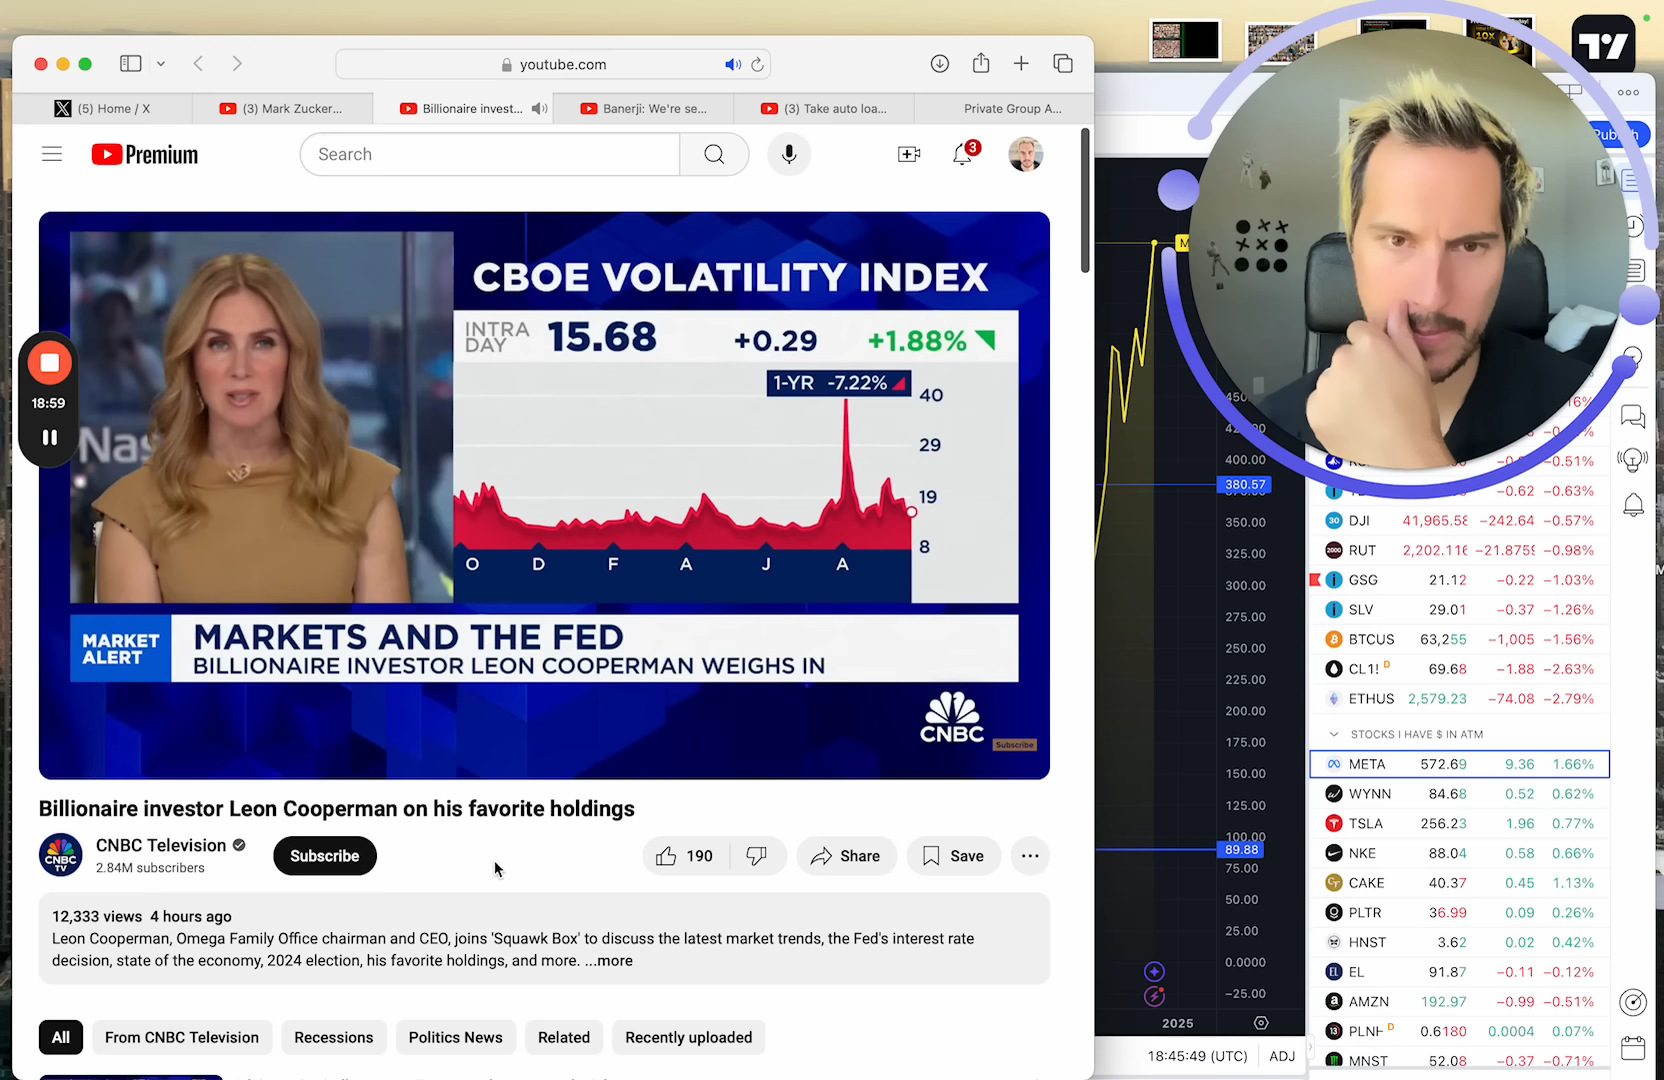 youtube.com
(5) Home / X
(3) Mark Zucker...
Billionaire invest...
Banerji: We're se...
(3) Take auto loa...
Private Group A...
Premium
Search
3
CBOE VOLATILITY INDEX
INTRA
DAY
15.68
+0.29
+1.88%
1-YR -7.22%
40
29
19
8
O
D
F
A
J
A
Nas
MARKET
ALERT
MARKETS AND THE FED
BILLIONAIRE INVESTOR LEON COOPERMAN WEIGHS IN
CNBC
Subscribe
18:59
Billionaire investor Leon Cooperman on his favorite holdings
CNBC Television
2.84M subscribers
Subscribe
190
Share
Save
12,333 views 4 hours ago
Leon Cooperman, Omega Family Office chairman and CEO, joins 'Squawk Box' to discuss the latest market trends, the Fed's interest rate
decision, state of the economy, 2024 election, his favorite holdings, and more. ...more
All
From CNBC Television
Recessions
Politics News
Related
Recently uploaded
M
400.00
380.57
350.00
325.00
300.00
275.00
250.00
225.00
200.00
175.00
150.00
125.00
100.00
89.88
75.00
50.00
25.00
0.0000
−25.00
2025
18:45:49 (UTC)
ADJ
−0.51%
−0.62 −0.63%
DJI 41,965.58 −242.64 −0.57%
RUT 2,202.116 −21.8759 −0.98%
GSG 21.12 −0.22 −1.03%
SLV 29.01 −0.37 −1.26%
BTCUS 63,255 −1,005 −1.56%
CL1! D 69.68 −1.88 −2.63%
ETHUS 2,579.23 −74.08 −2.79%
STOCKS I HAVE $ IN ATM
META 572.69 9.36 1.66%
WYNN 84.68 0.52 0.62%
TSLA 256.23 1.96 0.77%
NKE 88.04 0.58 0.66%
CAKE 40.37 0.45 1.13%
PLTR 36.99 0.09 0.26%
HNST 3.62 0.02 0.42%
EL 91.87 −0.11 −0.12%
AMZN 192.97 −0.99 −0.51%
PLNH D 0.6180 0.0004 0.07%
MNST 52.08 −0.37 −0.71%